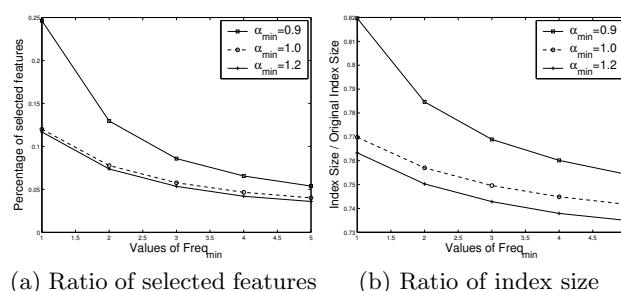 0.25
0.2
0.15
0.1
0.05
0
Percentage of selected features
α_min=0.9
α_min=1.0
α_min=1.2
1 1.5 2 2.5 3 3.5 4 4.5 5
Values of Freq_min
(a) Ratio of selected features
0.82
0.81
0.8
0.79
0.78
0.77
0.76
0.75
0.74
0.73
Index Size / Original Index Size
α_min=0.9
α_min=1.0
α_min=1.2
1 1.5 2 2.5 3 3.5 4 4.5
Values of Freq_min
(b) Ratio of index size